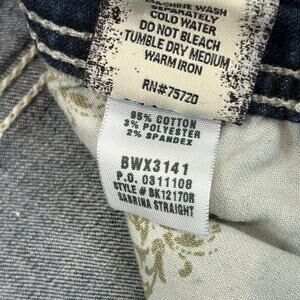 MACHINE WASH
SEPARATELY
COLD WATER
DO NOT BLEACH
TUMBLE DRY MEDIUM
WARM IRON
RN#75720
95% COTTON
3% POLYESTER
2% SPANDEX
BWX3141
P.O. 0311108
STYLE # BK12170R
SABRINA STRAIGHT